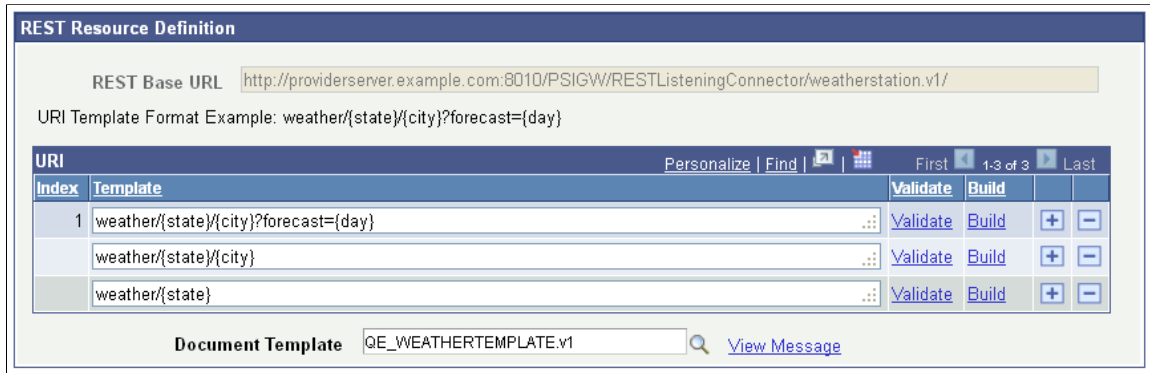 REST Resource Definition
REST Base URL http://providerserver.example.com:8010/PSIGW/RESTListeningConnector/weatherstation.v1/
URI Template Format Example: weather/{state}/{city}?forecast={day}
URI Personalize | Find | | First 1-3 of 3 Last
Index Template Validate Build
1 weather/{state}/{city}?forecast={day} Validate Build
weather/{state}/{city} Validate Build
weather/{state} Validate Build
Document Template QE_WEATHERTEMPLATE.v1 View Message